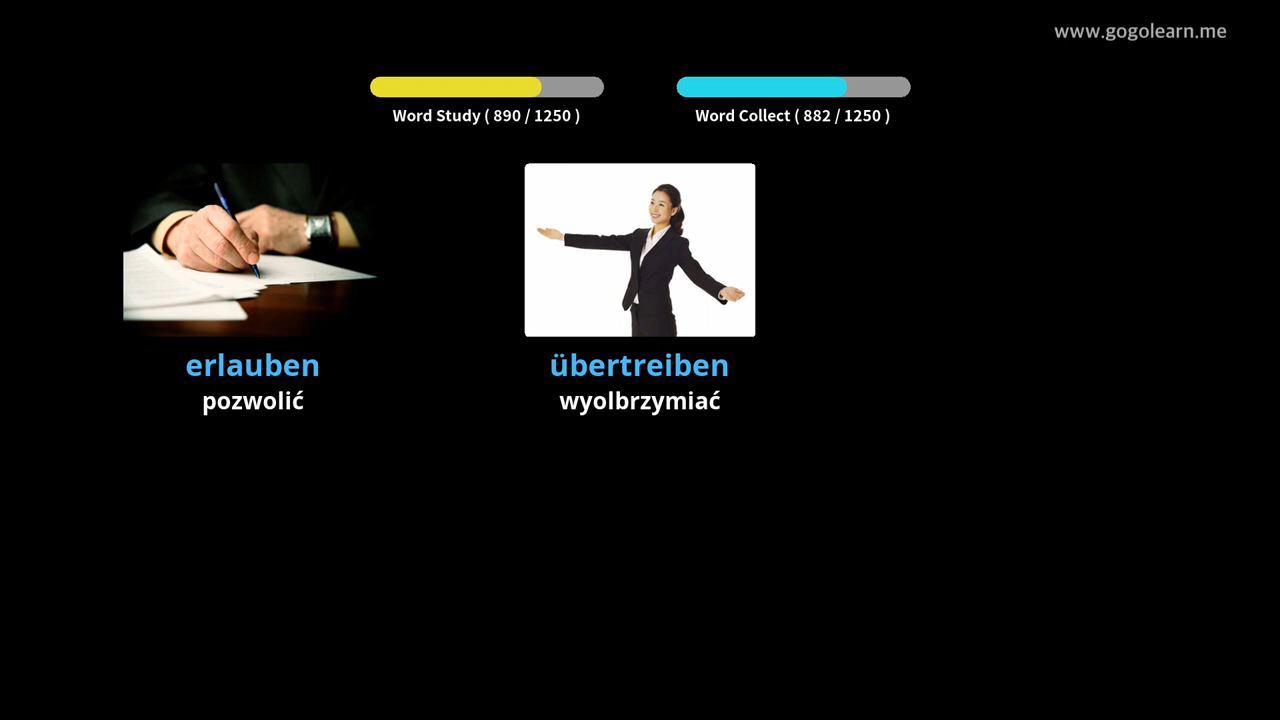 www.gogolearn.me
Word Study ( 890 / 1250 )
Word Collect ( 882 / 1250 )
erlauben
pozwolić
übertreiben
wyolbrzymiać